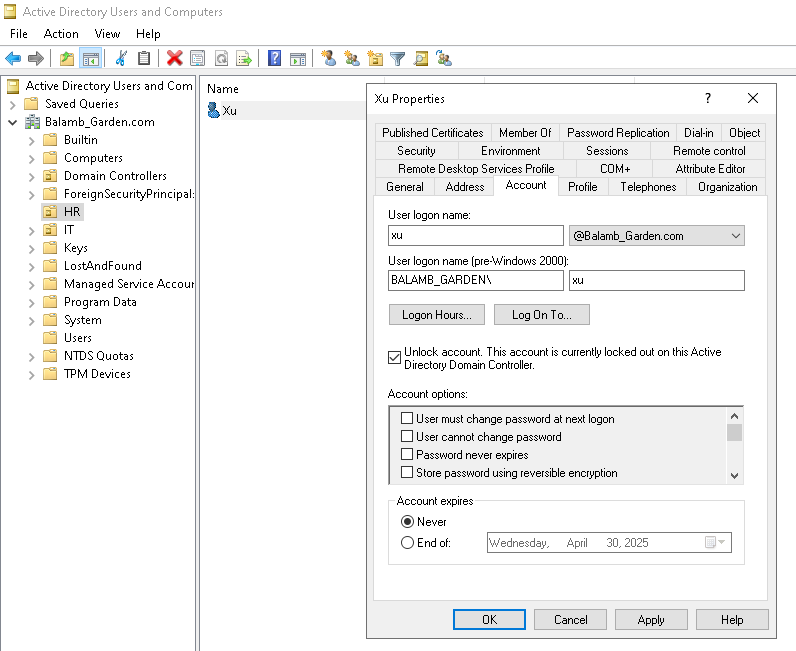 Active Directory Users and Computers
File Action View Help
Active Directory Users and Com
Saved Queries
Balamb_Garden.com
Builtin
Computers
Domain Controllers
ForeignSecurityPrincipal:
HR
IT
Keys
LostAndFound
Managed Service Accour
Program Data
System
Users
NTDS Quotas
TPM Devices
Name
Xu
Xu Properties
?
Published Certificates Member Of Password Replication Dial-in Object
Security Environment Sessions Remote control
Remote Desktop Services Profile COM+ Attribute Editor
General Address Account Profile Telephones Organization
User logon name:
xu @Balamb_Garden.com
User logon name (pre-Windows 2000):
BALAMB_GARDEN\ xu
Logon Hours... Log On To...
Unlock account. This account is currently locked out on this Active
Directory Domain Controller.
Account options:
User must change password at next logon
User cannot change password
Password never expires
Store password using reversible encryption
Account expires
Never
End of: Wednesday, April 30, 2025
OK Cancel Apply Help